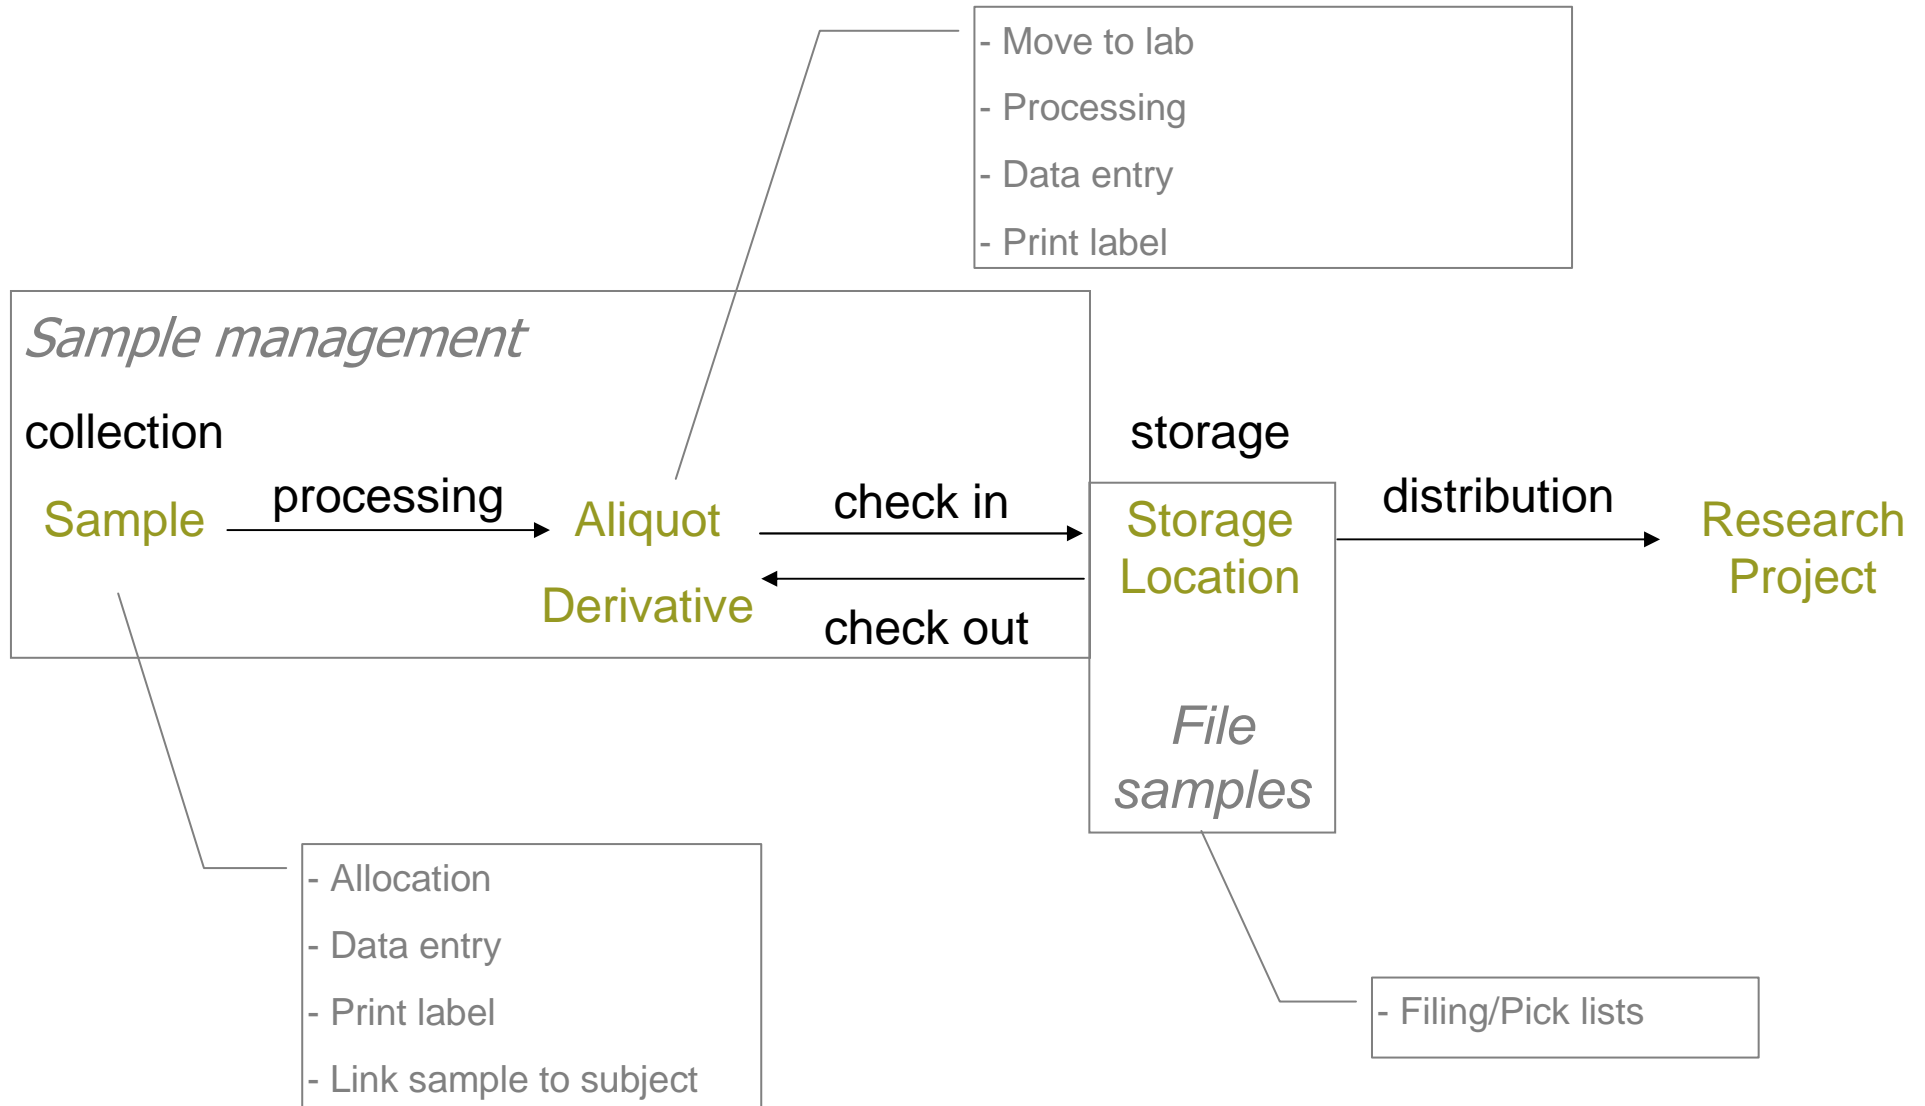 - Move to lab
- Processing
- Data entry
- Print label
Sample management
collection
storage
processing
check in
distribution
Sample
Aliquot
Storage
Location
Research
Project
Derivative
check out
File
samples
- Allocation
- Data entry
- Print label
- Link sample to subject
- Filing/Pick lists